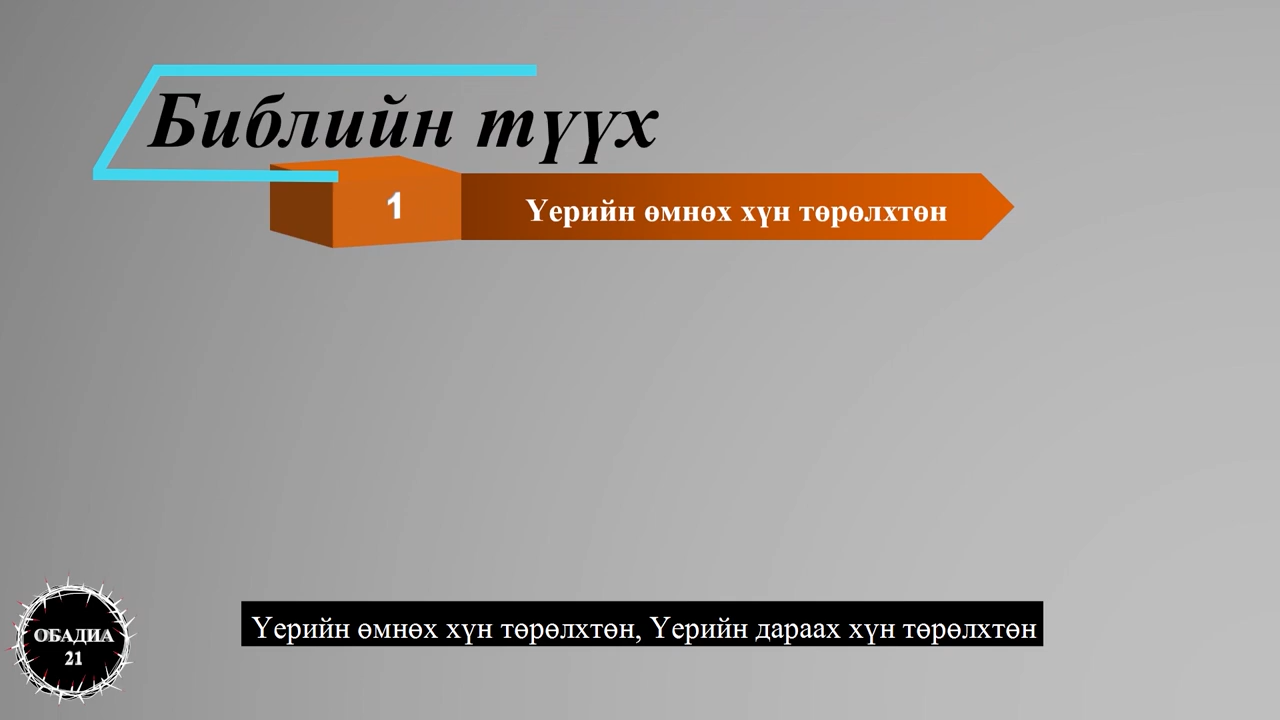 Библийн түүх
1
Үерийн өмнөх хүн төрөлхтөн
Үерийн өмнөх хүн төрөлхтөн, Үерийн дараах хүн төрөлхтөн
ОБАДИА
21